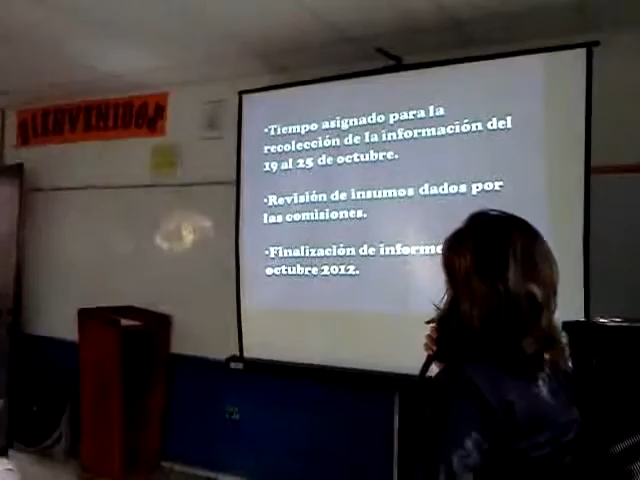 BIENVENIDOS
•Tiempo asignado para la
recolección de la información del
19 al 25 de octubre.
•Revisión de insumos dados por
las comisiones.
•Finalización de informe
octubre 2012.